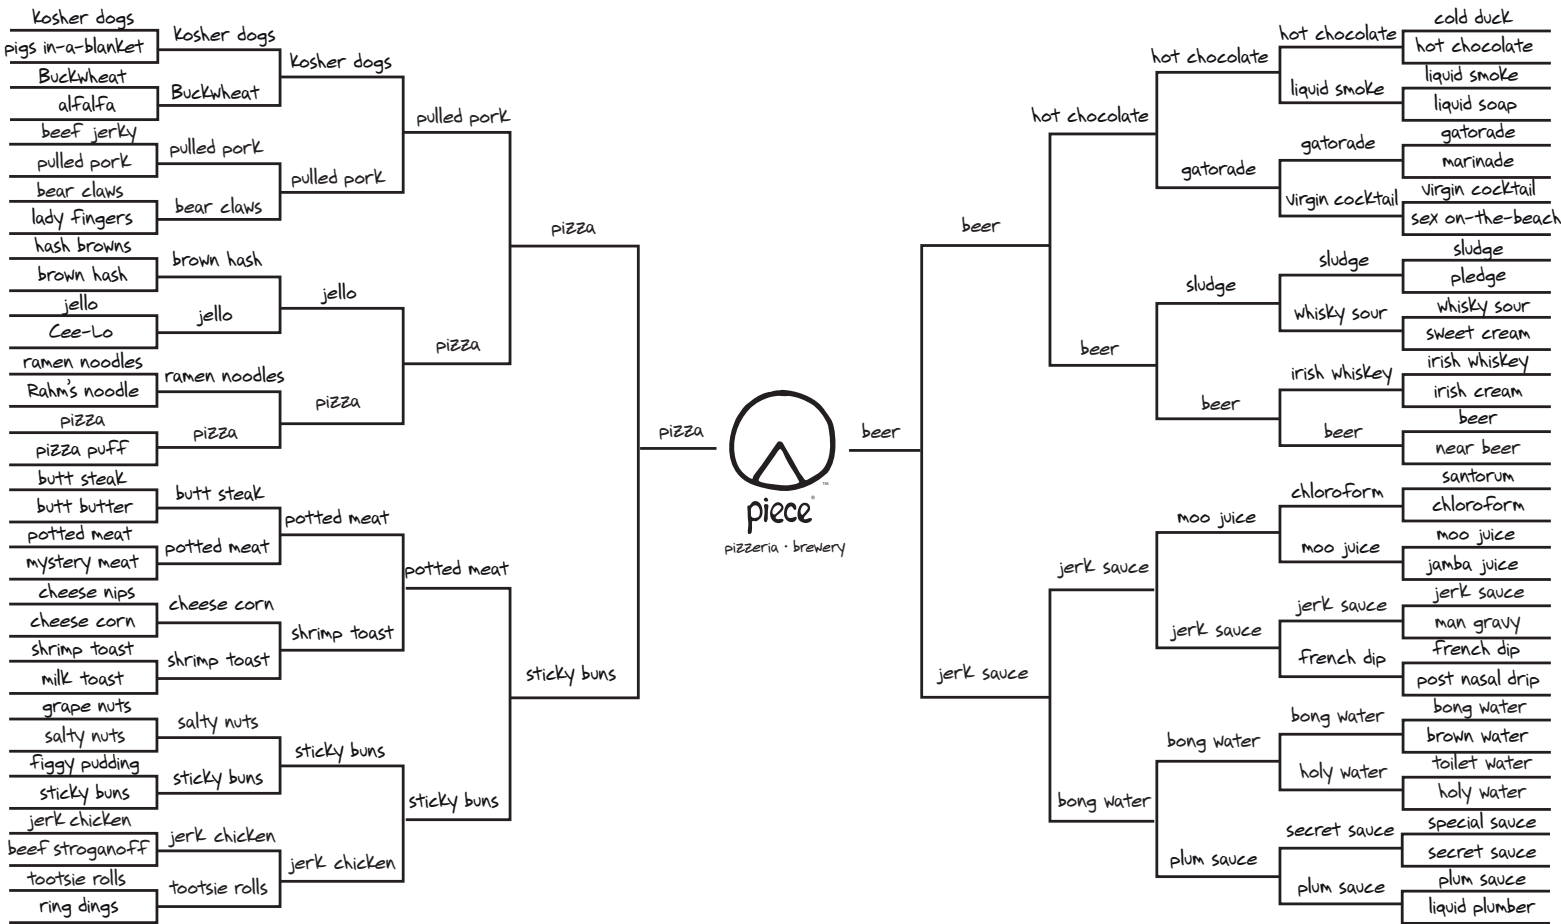 kosher dogs
pigs in-a-blanket
Buckwheat
alfalfa
beef jerky
pulled pork
bear claws
lady fingers
hash browns
brown hash
jello
Cee-Lo
ramen noodles
Rahm's noodle
pizza
pizza puff
butt steak
butt butter
potted meat
mystery meat
cheese nips
cheese corn
shrimp toast
milk toast
grape nuts
salty nuts
figgy pudding
sticky buns
jerk chicken
beef stroganoff
tootsie rolls
ring dings
kosher dogs
Buckwheat
pulled pork
bear claws
brown hash
jello
ramen noodles
pizza
butt steak
potted meat
cheese corn
shrimp toast
salty nuts
sticky buns
jerk chicken
tootsie rolls
kosher dogs
pulled pork
jello
pizza
potted meat
shrimp toast
sticky buns
jerk chicken
pulled pork
pizza
potted meat
sticky buns
pizza
sticky buns
pizza
piece
pizzeria · brewery
beer
beer
jerk sauce
hot chocolate
beer
jerk sauce
bong water
hot chocolate
gatorade
sludge
beer
moo juice
jerk sauce
bong water
plum sauce
hot chocolate
liquid smoke
gatorade
virgin cocktail
sludge
whisky sour
irish whiskey
beer
chloroform
moo juice
jerk sauce
french dip
bong water
holy water
secret sauce
plum sauce
cold duck
hot chocolate
liquid smoke
liquid soap
gatorade
marinade
virgin cocktail
sex on-the-beach
sludge
pledge
whisky sour
sweet cream
irish whiskey
irish cream
beer
near beer
santorum
chloroform
moo juice
jamba juice
jerk sauce
man gravy
french dip
post nasal drip
bong water
brown water
toilet water
holy water
special sauce
secret sauce
plum sauce
liquid plumber